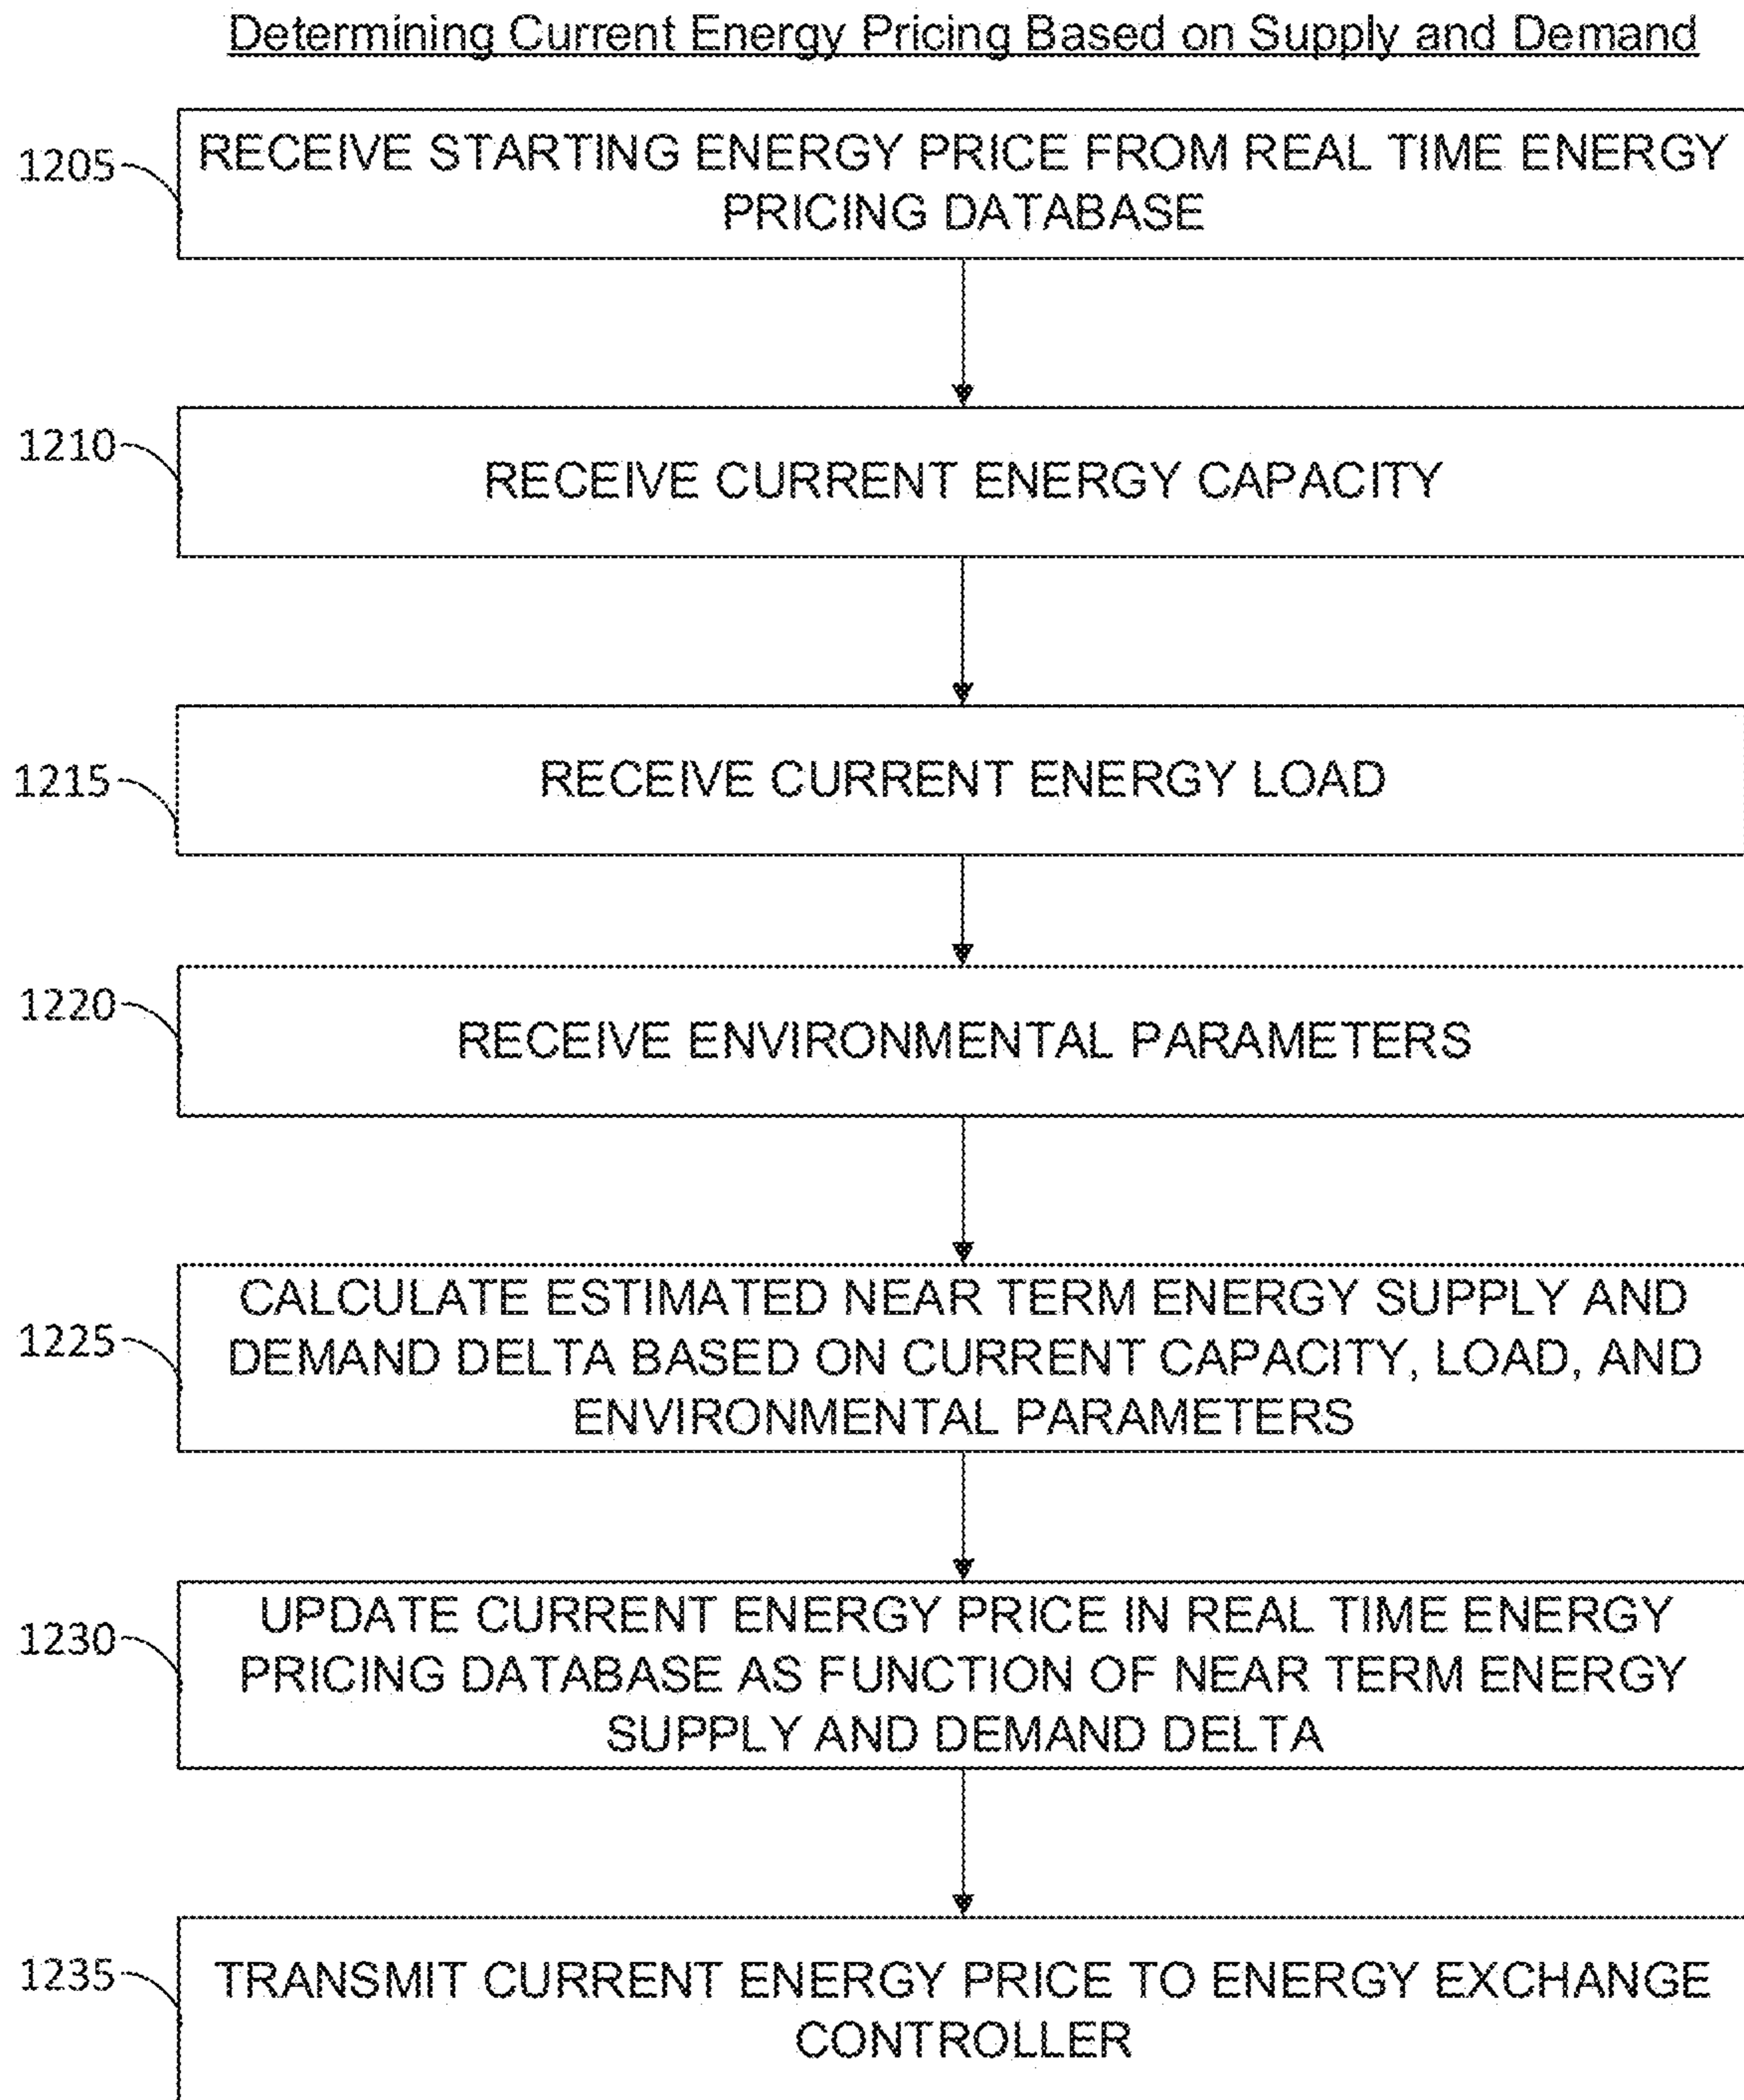 Determining Current Energy Pricing Based on Supply and Demand
1205
RECEIVE STARTING ENERGY PRICE FROM REAL TIME ENERGY
PRICING DATABASE
1210
RECEIVE CURRENT ENERGY CAPACITY
1215
RECEIVE CURRENT ENERGY LOAD
1220
RECEIVE ENVIRONMENTAL PARAMETERS
1225
CALCULATE ESTIMATED NEAR TERM ENERGY SUPPLY AND
DEMAND DELTA BASED ON CURRENT CAPACITY, LOAD, AND
ENVIRONMENTAL PARAMETERS
1230
UPDATE CURRENT ENERGY PRICE IN REAL TIME ENERGY
PRICING DATABASE AS FUNCTION OF NEAR TERM ENERGY
SUPPLY AND DEMAND DELTA
1235
TRANSMIT CURRENT ENERGY PRICE TO ENERGY EXCHANGE
CONTROLLER